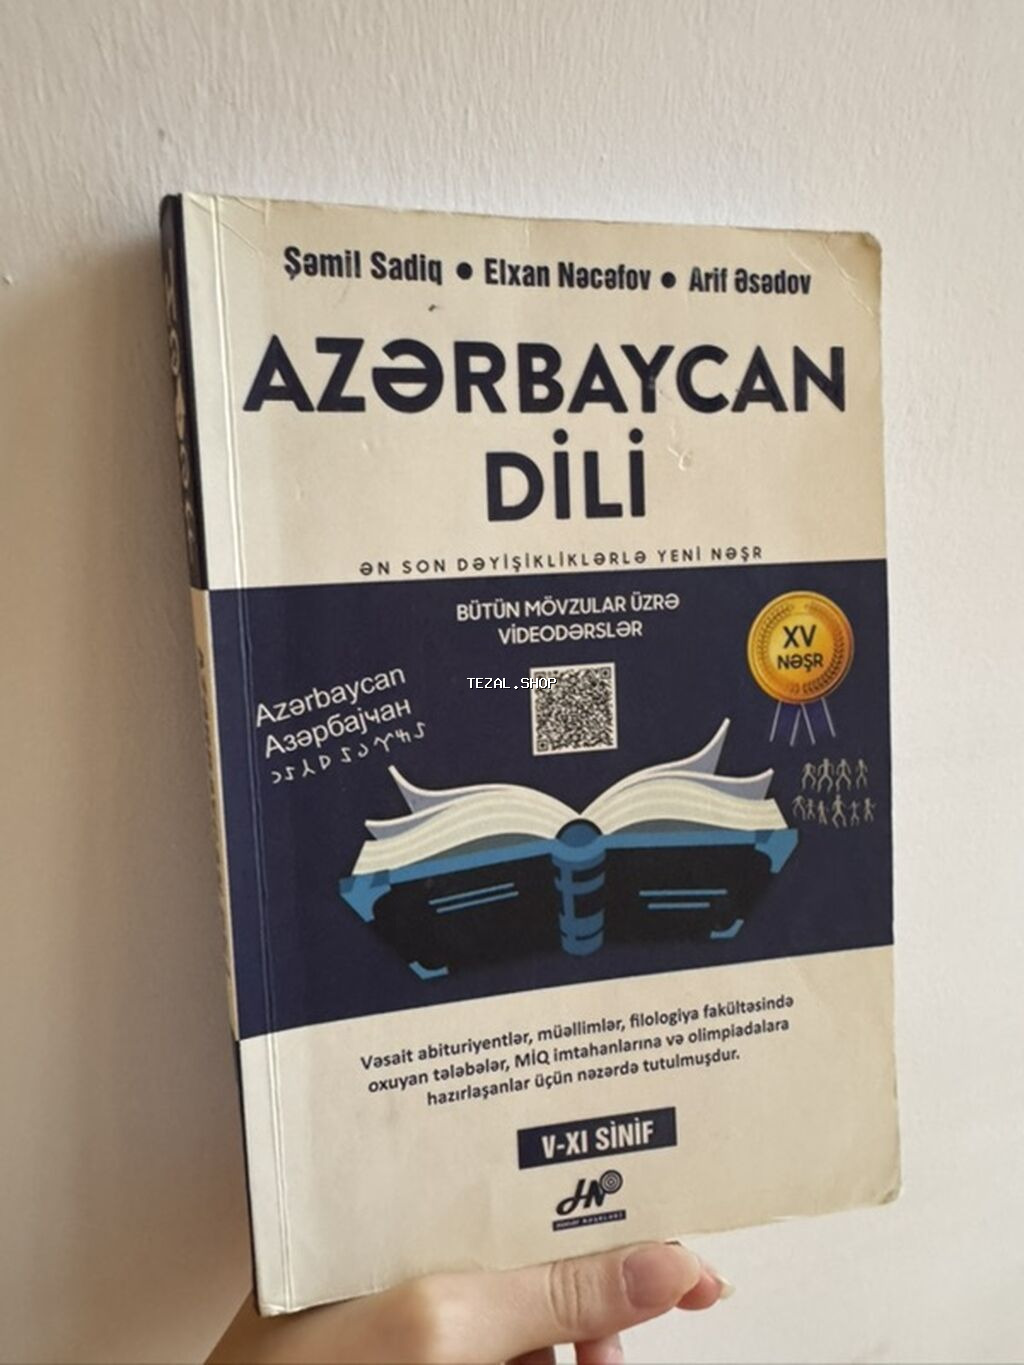 Şəmil Sadiq • Elxan Nəcəfov • Arif Əsədov
AZƏRBAYCAN
DİLİ
ƏN SON DƏYİŞİKLİKLƏRLƏ YENİ NƏŞR
BÜTÜN MÖVZULAR ÜZRƏ
VİDEODƏRSLƏR
XV
NƏŞR
TEZAL.SHOP
Azərbaycan
Азәрбајҹан
Vəsait abituriyentlər, müəllimlər, filologiya fakültəsində
oxuyan tələbələr, MİQ imtahanlarına və olimpiadalara
hazırlaşanlar üçün nəzərdə tutulmuşdur.
V-XI SİNİF
HN